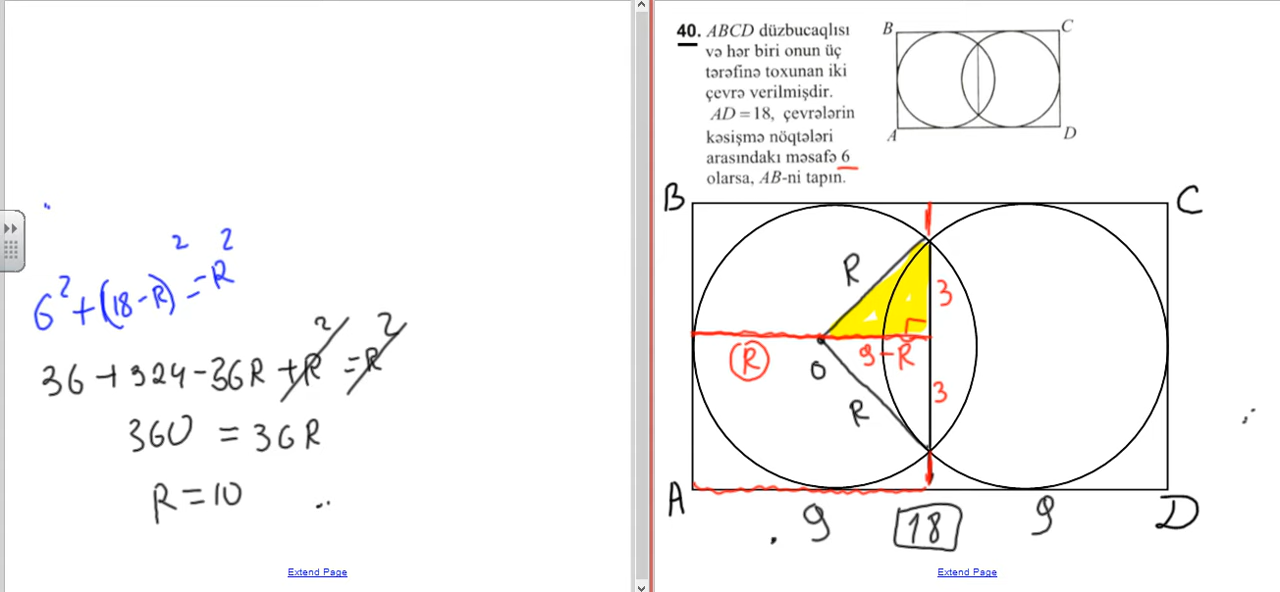 6² + (18 - R)² = R²
36 + 324 - 36R + R² = R²
360 = 36R
R = 10
Extend Page
40. ABCD düzbucaqlısı
və hər biri onun üç
tərəfinə toxunan iki
çevrə verilmişdir.
AD = 18, çevrələrin
kəsişmə nöqtələri
arasındakı məsafə 6
olarsa, AB-ni tapın.
B C
A D
B C
R 3
R O 9-R
R 3
A 9 18 9 D
Extend Page